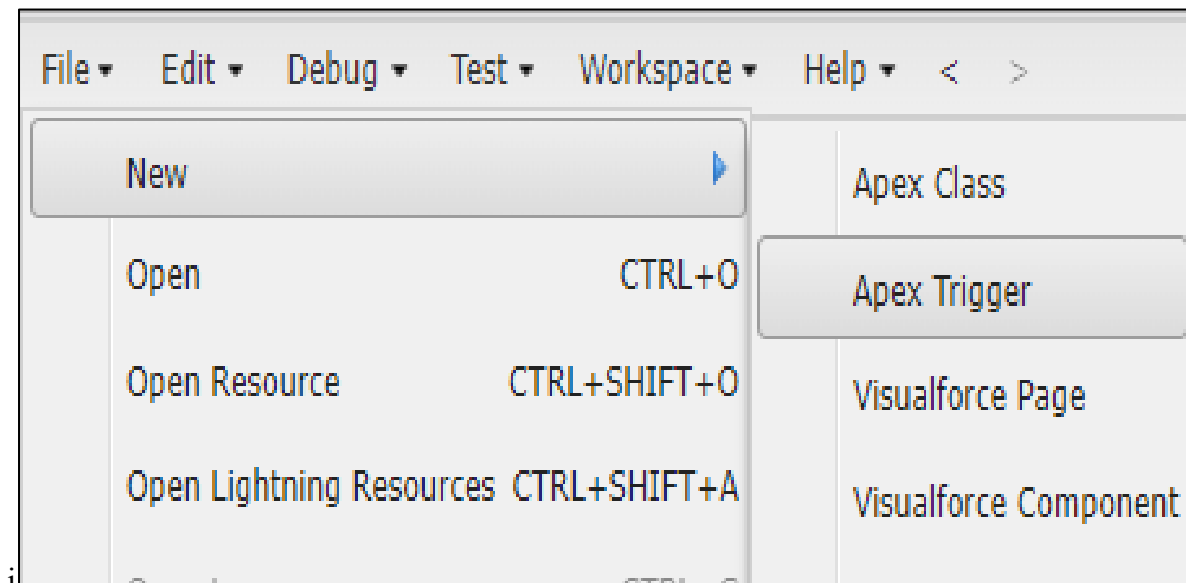 File Edit Debug Test Workspace Help < >
New
Apex Class
Open CTRL+O
Apex Trigger
Open Resource CTRL+SHIFT+O
Visualforce Page
Open Lightning Resources CTRL+SHIFT+A
Visualforce Component
i